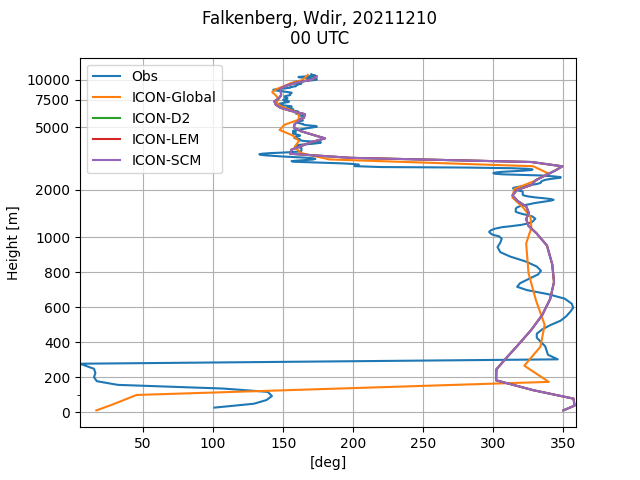 Falkenberg, Wdir, 20211210
00 UTC
Obs
ICON-Global
ICON-D2
ICON-LEM
ICON-SCM
Height [m]
10000
7500
5000
2000
1000
800
600
400
200
0
50 100 150 200 250 300 350
[deg]